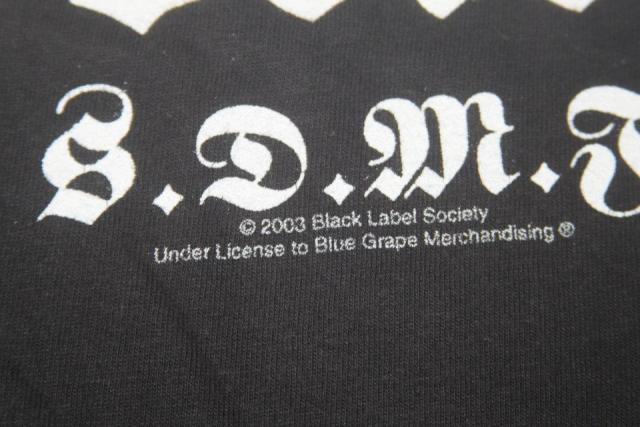 S.D.M.F
© 2003 Black Label Society
Under License to Blue Grape Merchandising ®